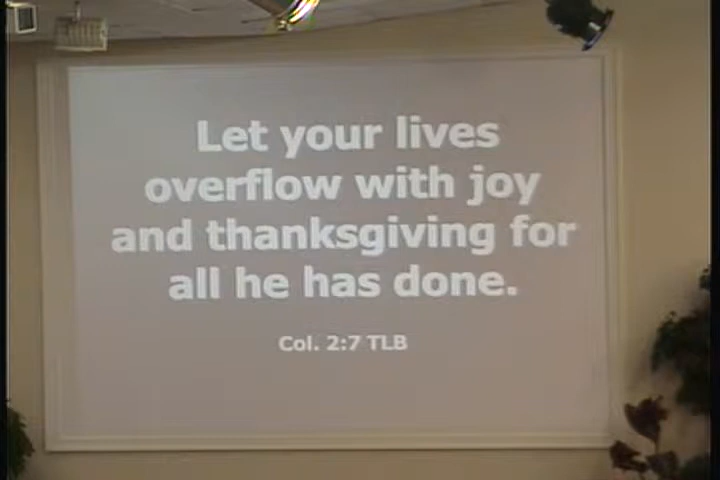 Let your lives
overflow with joy
and thanksgiving for
all he has done.
Col. 2:7 TLB